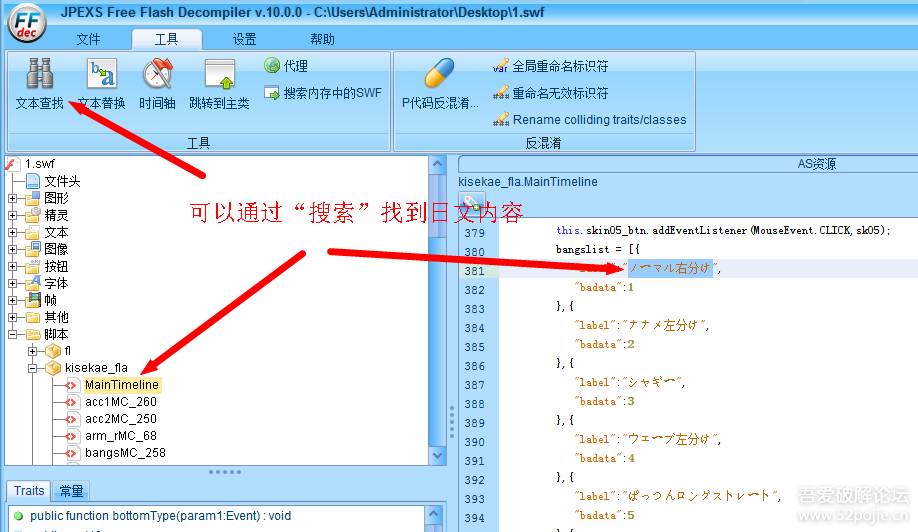 JPEXS Free Flash Decompiler v.10.0.0 - C:\Users\Administrator\Desktop\1.swf
FF
dec
文件
工具
设置
帮助
文本查找
文本替换
时间轴
跳转到主类
代理
搜索内存中的SWF
工具
P代码反混淆...
var 全局重命名标识符
重命名无效标识符
Rename colliding traits/classes
反混淆
1.swf
文件头
图形
精灵
文本
图像
按钮
字体
帧
其他
脚本
fl
kisekae_fla
MainTimeline
acc1MC_260
acc2MC_250
arm_rMC_68
bangsMC_258
Traits
常量
public function bottomType(param1:Event) : void
AS资源
kisekae_fla.MainTimeline
可以通过“搜索”找到日文内容
379 this.skin05_btn.addEventListener(MouseEvent.CLICK,sk05);
380 bangslist = [{
381 "label":"ノーマル右分け",
382 "badata":1
383 },{
384 "label":"ナナメ左分け",
385 "badata":2
386 },{
387 "label":"シャギー",
388 "badata":3
389 },{
390 "label":"ウェーブ左分け",
391 "badata":4
392 },{
393 "label":"ぱっつんロングストレート",
394 "badata":5
吾爱破解论坛
www.52pojie.cn